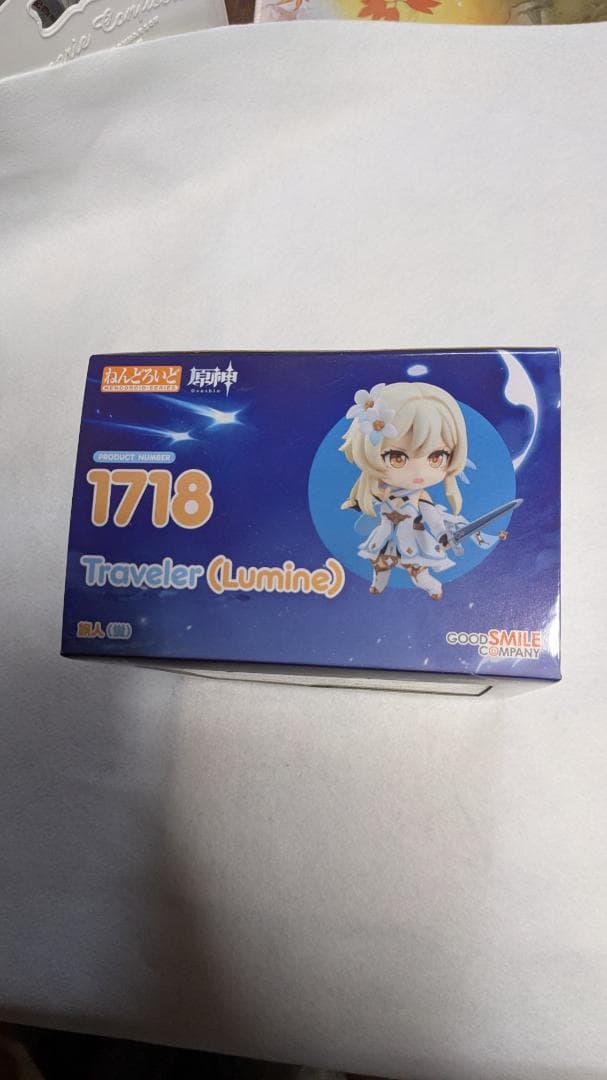 ねんどろいど
NENDOROID-SERIES
原神
Genshin
PRODUCT NUMBER
1718
Traveler (Lumine)
旅人(蛍)
GOOD SMILE
COMPANY